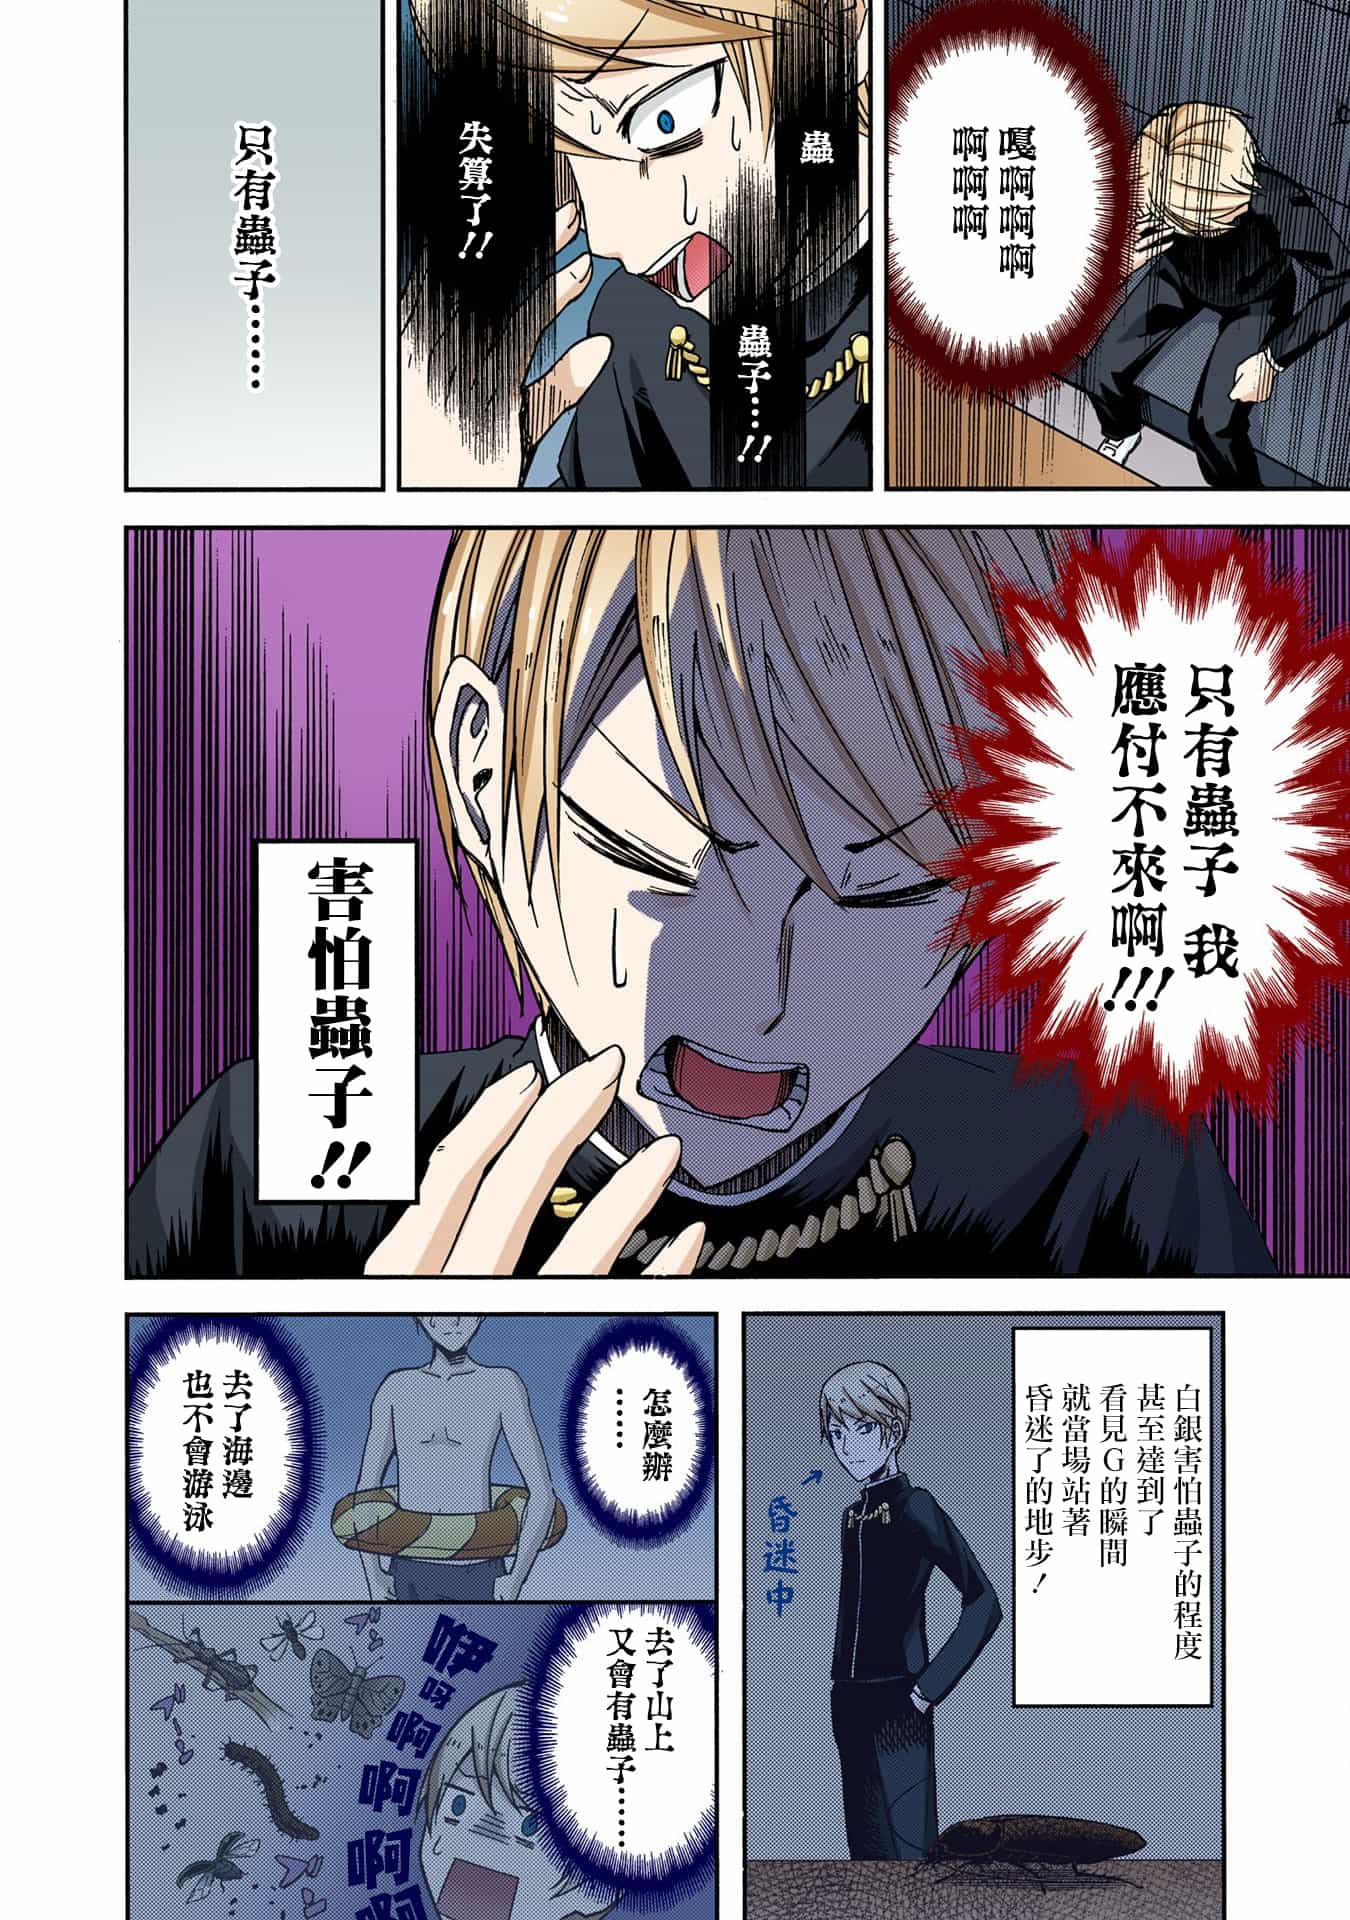 嘎啊啊啊
啊啊啊
蟲
蟲子…!!
失算了!!
只有蟲子……
只有蟲子 我
應付不來啊!!!
害怕蟲子!!
白銀害怕蟲子的程度
甚至達到了
看見G的瞬間
就當場站著
昏迷了的地步!
昏迷中
怎麼辦
……
去了海邊
也不會游泳
去了山上
又會有蟲子……
咿呀啊啊啊啊